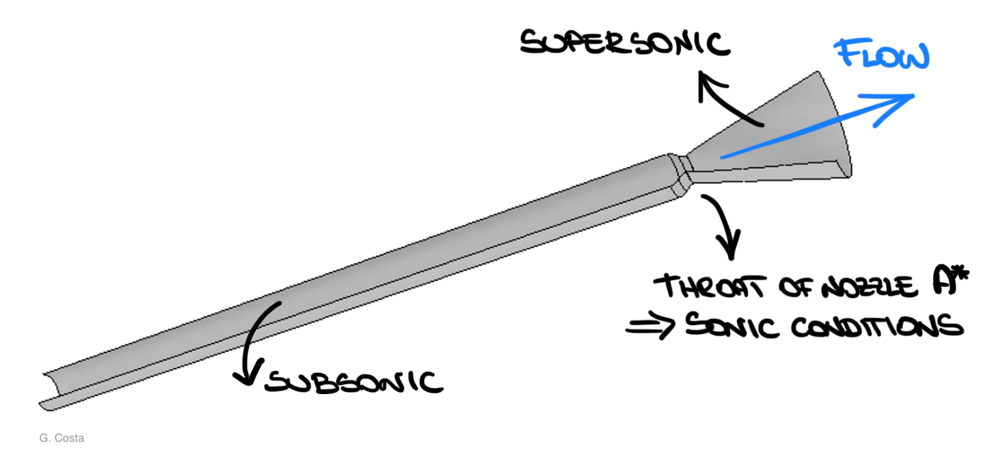 SUPERSONIC
FLOW
THROAT OF NOZZLE A*
⇒ SONIC CONDITIONS
SUBSONIC
G. Costa